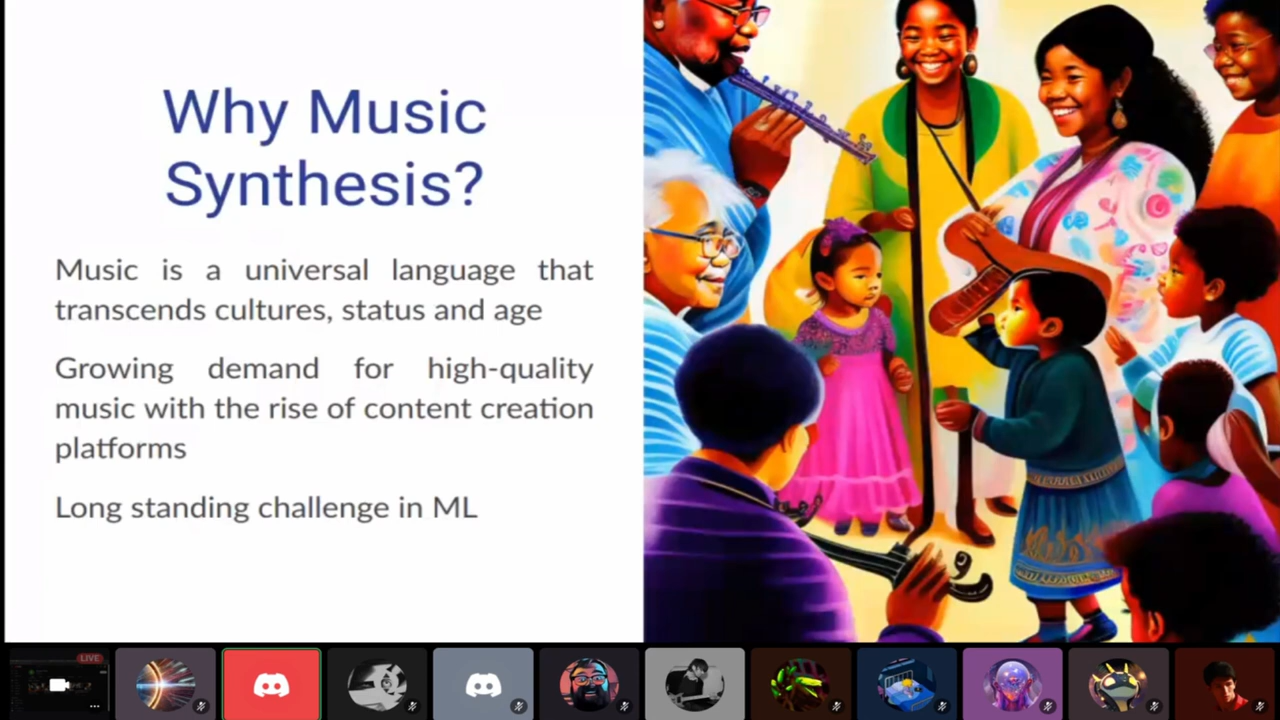 Why Music
Synthesis?
Music is a universal language that
transcends cultures, status and age
Growing demand for high-quality
music with the rise of content creation
platforms
Long standing challenge in ML
LIVE